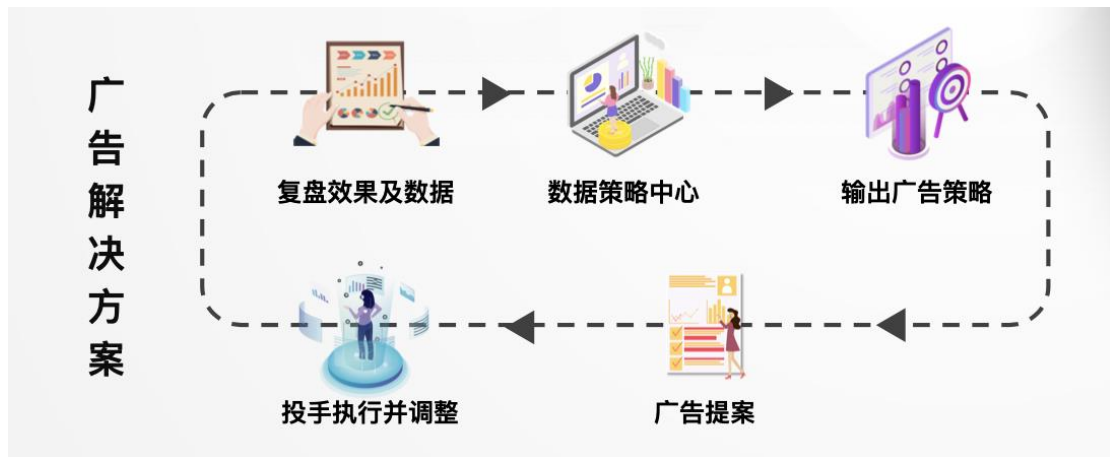 广告解决方案
复盘效果及数据
数据策略中心
输出广告策略
投手执行并调整
广告提案